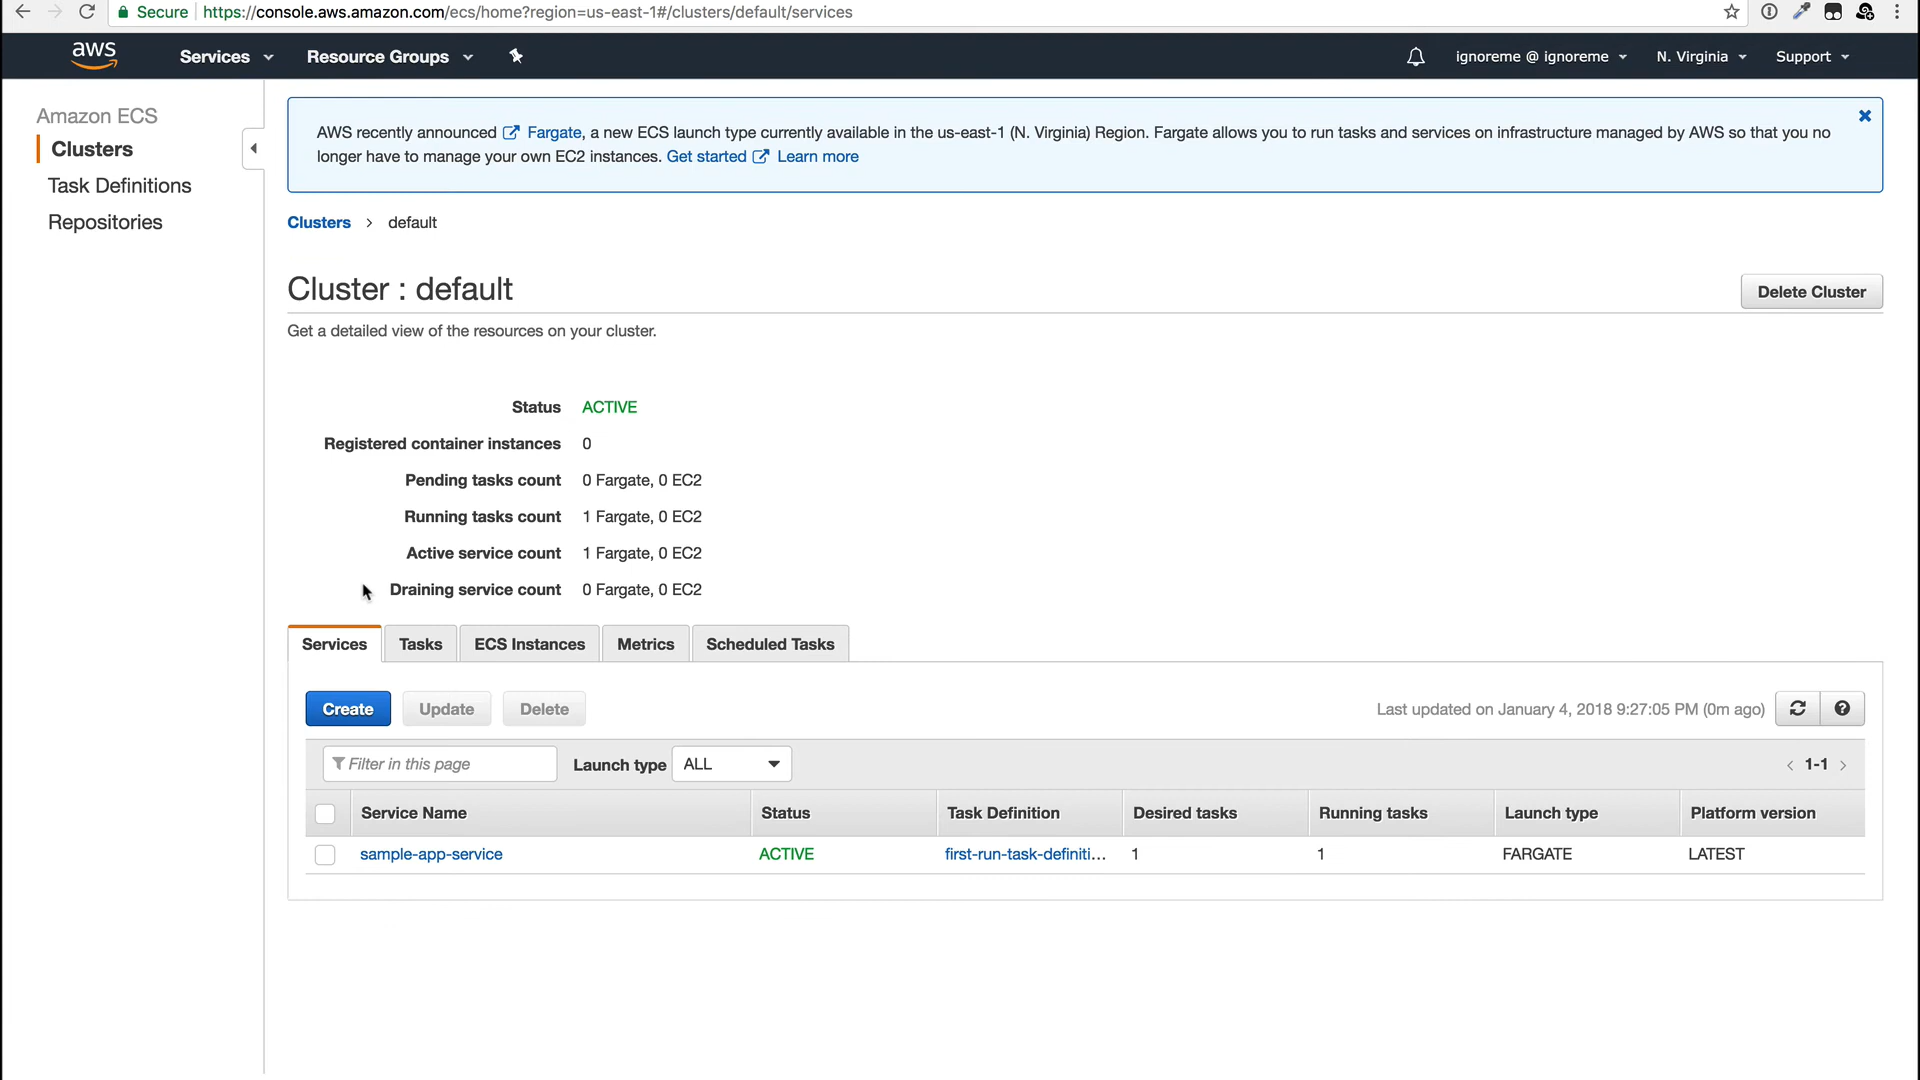 Secure https://console.aws.amazon.com/ecs/home?region=us-east-1#/clusters/default/services
aws Services Resource Groups ignoreme @ ignoreme N. Virginia Support
Amazon ECS
Clusters
Task Definitions
Repositories
AWS recently announced Fargate, a new ECS launch type currently available in the us-east-1 (N. Virginia) Region. Fargate allows you to run tasks and services on infrastructure managed by AWS so that you no
longer have to manage your own EC2 instances. Get started Learn more
Clusters > default
Cluster : default
Delete Cluster
Get a detailed view of the resources on your cluster.
Status ACTIVE
Registered container instances 0
Pending tasks count 0 Fargate, 0 EC2
Running tasks count 1 Fargate, 0 EC2
Active service count 1 Fargate, 0 EC2
Draining service count 0 Fargate, 0 EC2
Services Tasks ECS Instances Metrics Scheduled Tasks
Create Update Delete Last updated on January 4, 2018 9:27:05 PM (0m ago)
Filter in this page Launch type ALL < 1-1 >
Service Name Status Task Definition Desired tasks Running tasks Launch type Platform version
sample-app-service ACTIVE first-run-task-definiti... 1 1 FARGATE LATEST